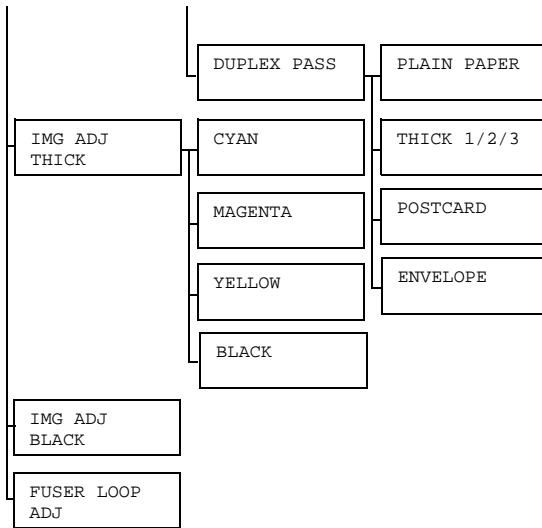 DUPLEX PASS
PLAIN PAPER
IMG ADJ
THICK
CYAN
THICK 1/2/3
MAGENTA
POSTCARD
YELLOW
ENVELOPE
BLACK
IMG ADJ
BLACK
FUSER LOOP
ADJ